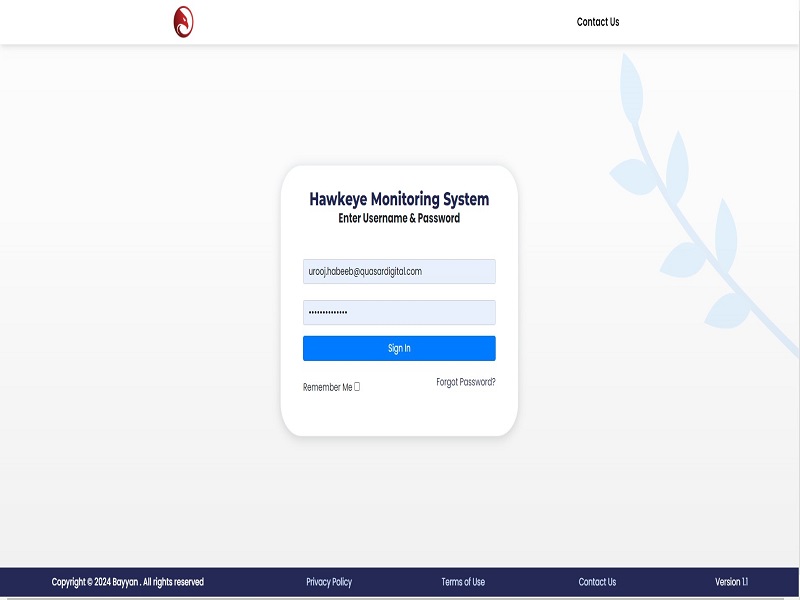 Contact Us
Hawkeye Monitoring System
Enter Username & Password
urooj.habeeb@quasardigital.com
••••••••••••••
Sign In
Remember Me
Forgot Password?
Copyright © 2024 Bayyan . All rights reserved
Privacy Policy
Terms of Use
Contact Us
Version 1.1